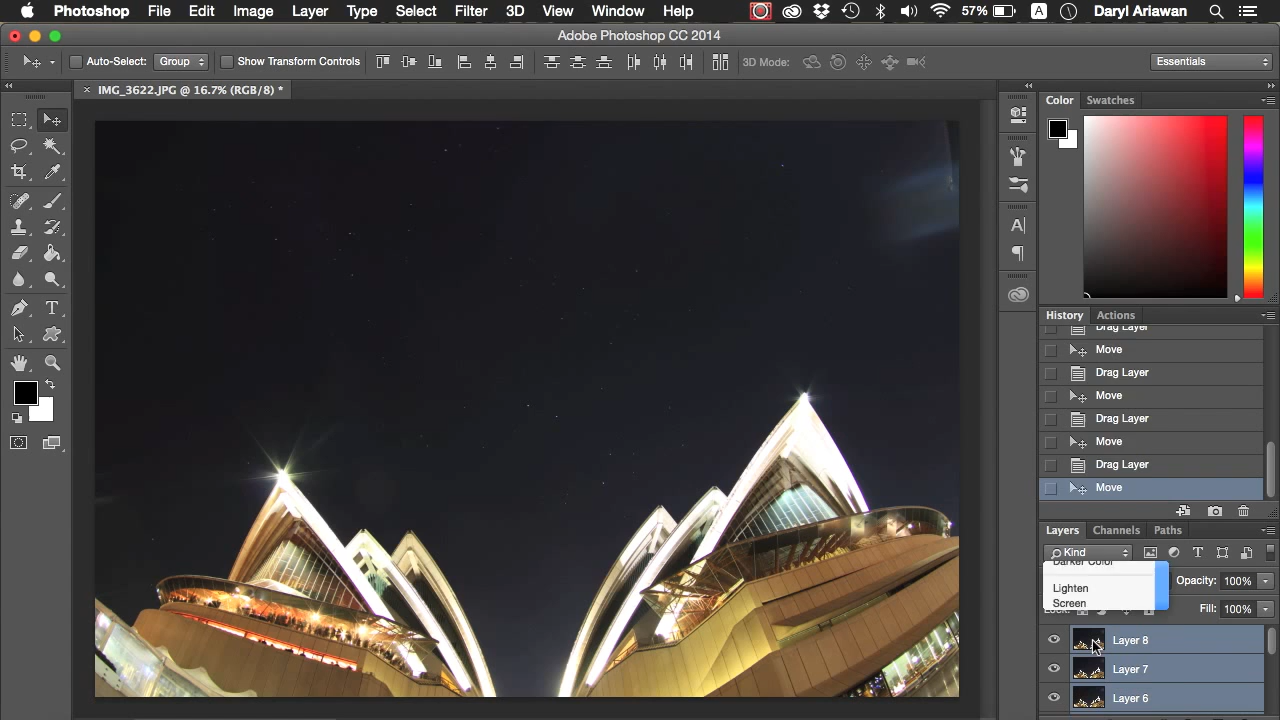 Photoshop File Edit Image Layer Type Select Filter 3D View Window Help 57% A Daryl Ariawan
Adobe Photoshop CC 2014
Auto-Select: Group Show Transform Controls 3D Mode: Essentials
× IMG_3622.JPG @ 16.7% (RGB/8) *
Color Swatches
History Actions
Drag Layer
Move
Drag Layer
Move
Drag Layer
Move
Drag Layer
Move
Layers Channels Paths
Kind
Darker Color
Opacity: 100%
Lighten
Screen
Lock:
Fill: 100%
Layer 8
Layer 7
Layer 6